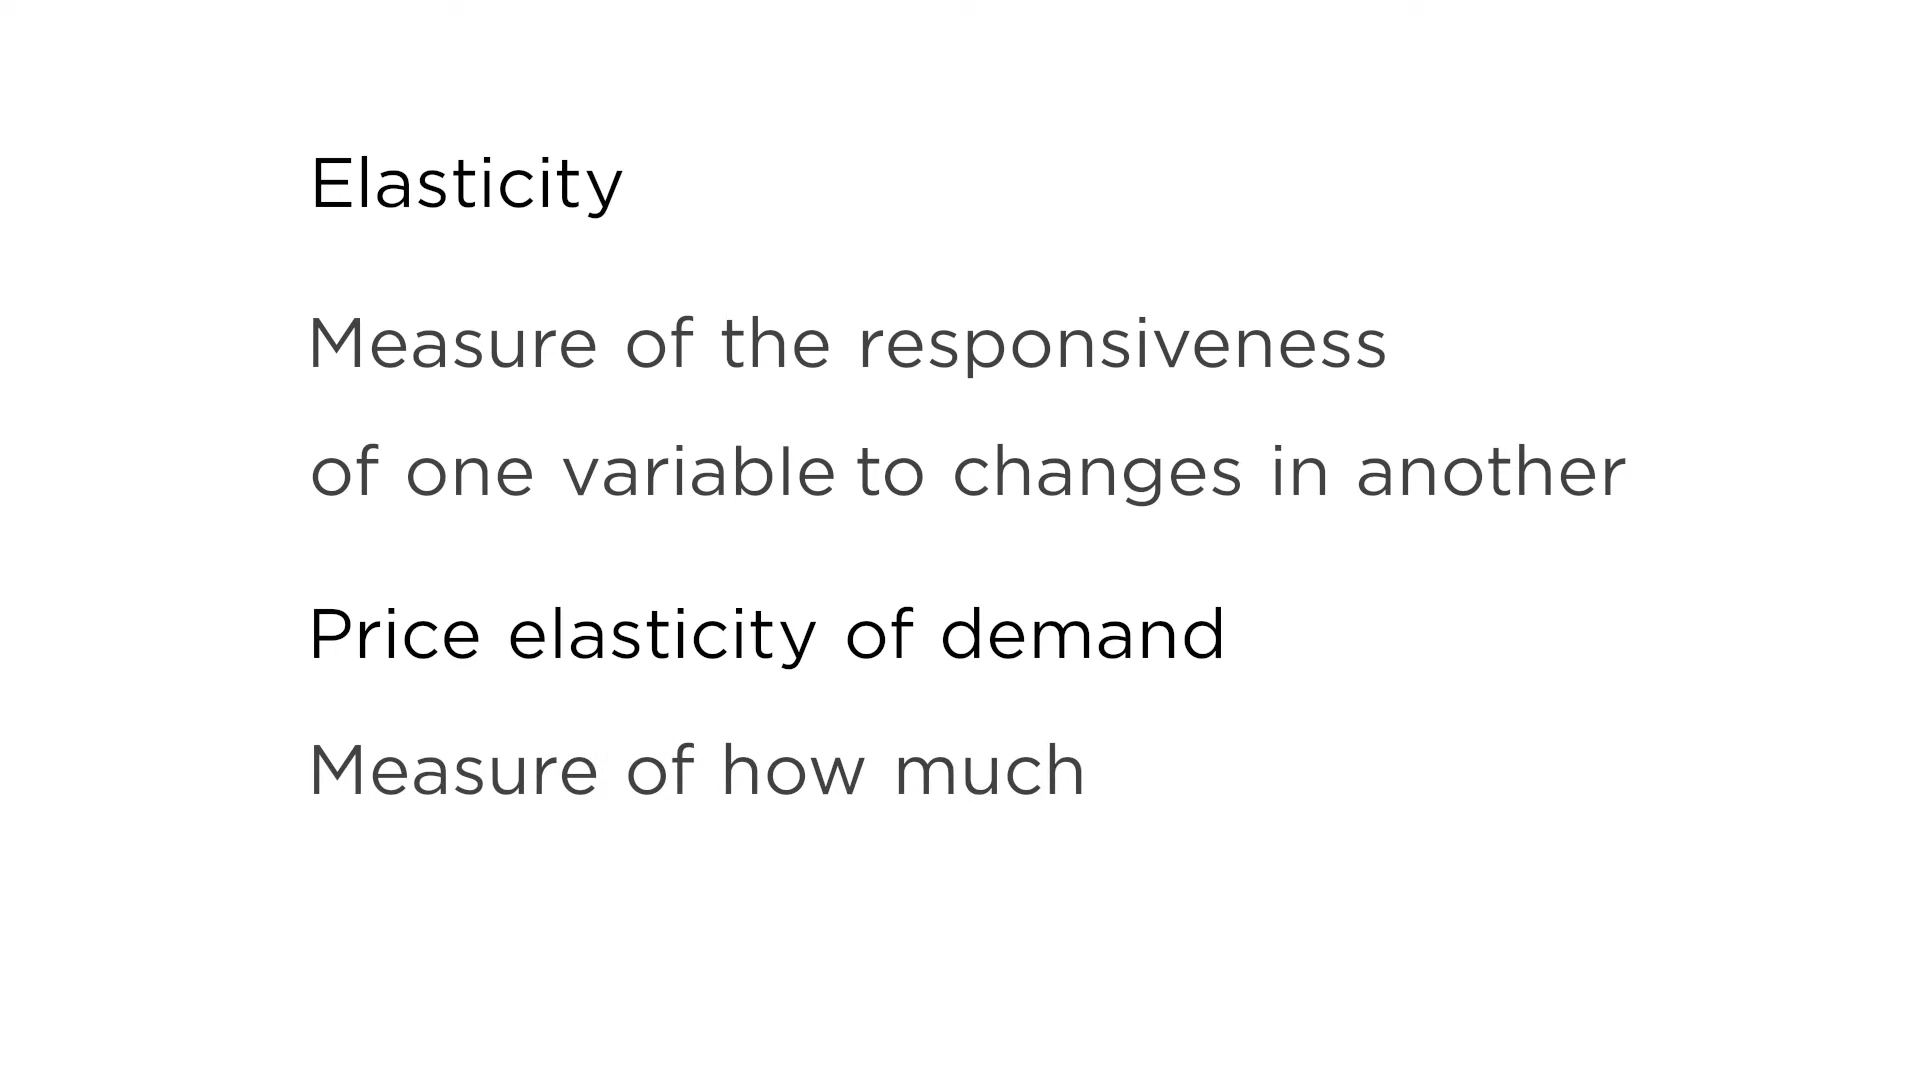 Elasticity
Measure of the responsiveness
of one variable to changes in another
Price elasticity of demand
Measure of how much